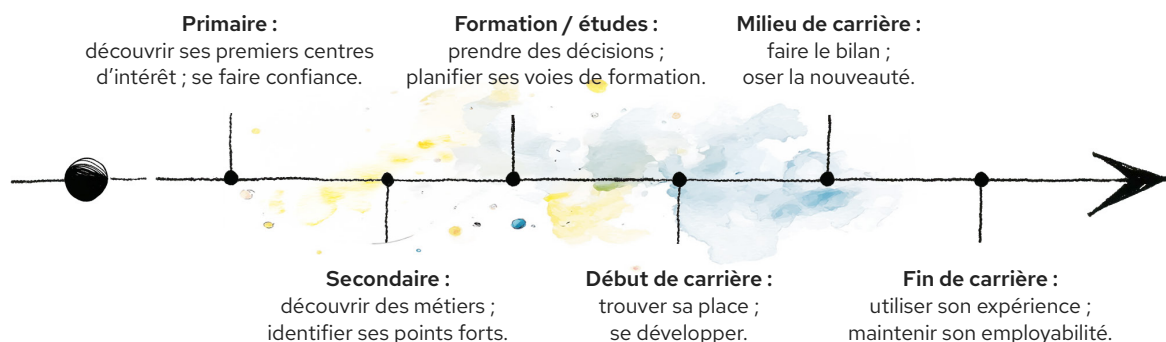 Primaire :
découvrir ses premiers centres
d'intérêt ; se faire confiance.
Formation / études :
prendre des décisions ;
planifier ses voies de formation.
Milieu de carrière :
faire le bilan ;
oser la nouveauté.
Secondaire :
découvrir des métiers ;
identifier ses points forts.
Début de carrière :
trouver sa place ;
se développer.
Fin de carrière :
utiliser son expérience ;
maintenir son employabilité.